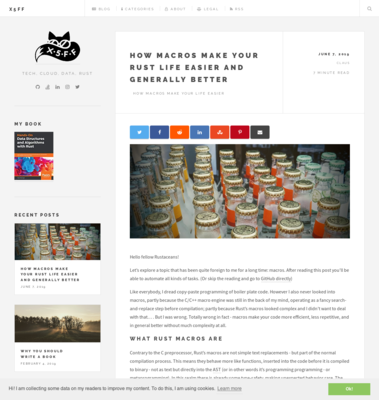 X5FF
BLOG
CATEGORIES
ABOUT
LEGAL
RSS
X·5·F·F
TECH, CLOUD, DATA, RUST
MY BOOK
Data Structures
and Algorithms
with Rust
RECENT POSTS
HOW MACROS MAKE
YOUR RUST LIFE EASIER
AND GENERALLY BETTER
JUNE 7, 2019
WHY YOU SHOULD
WRITE A BOOK
FEBRUARY 4, 2019
HOW MACROS MAKE YOUR
RUST LIFE EASIER AND
GENERALLY BETTER
HOW MACROS MAKE YOUR LIFE EASIER
JUNE 7, 2019
7 MINUTE READ
Hello fellow Rustaceans!
Let's explore a topic that has been quite foreign to me for a long time: macros. After reading this post you'll be
able to automate all kinds of tasks. (Or skip the reading and go to GitHub directly)
Like everybody, I dread copy-paste programming of boiler plate code. However I also never looked into
macros, partly because the C/C++ macro engine was still in the back of my mind, operating as a fancy search-
and-replace step before compilation; partly because Rust's macros looked complex and I didn't want to deal
with that ... . But I was wrong. Totally wrong in fact - macros make your code more efficient, less repetitive, and
in general better without much complexity at all.
WHAT RUST MACROS ARE
Contrary to the C preprocessor, Rust's macros are not simple text replacements - but part of the normal
compilation process. This means they behave more like functions, inserted into the code before it is compiled
to binary - not as text but directly into the AST (or in other words it's programming programming - or
Hi! I am collecting some data on my readers to improve my content. To do this, I am using cookies. Learn more
Ok!